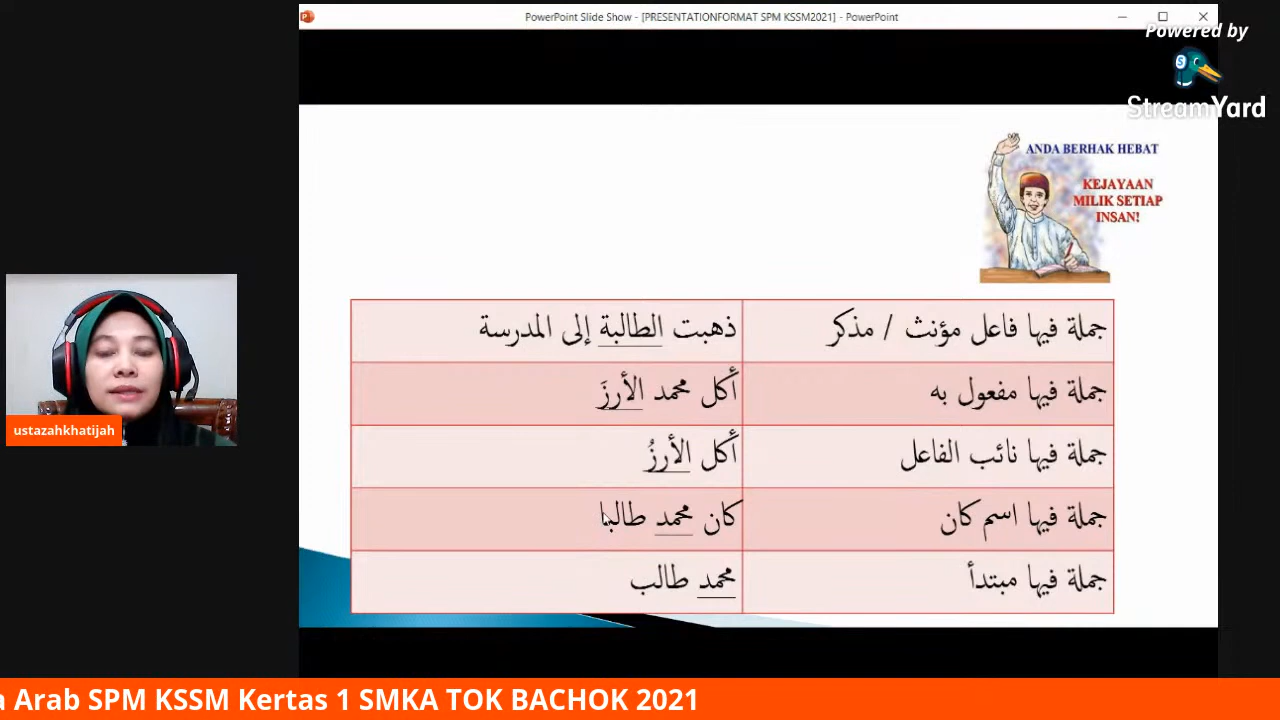 PowerPoint Slide Show - [PRESENTATIONFORMAT SPM KSSM2021] - PowerPoint
Powered by
StreamYard
ANDA BERHAK HEBAT
KEJAYAAN
MILIK SETIAP
INSAN!
جملة فيها فاعل مؤنث / مذكر
ذهبت الطالبة إلى المدرسة
جملة فيها مفعول به
أكل محمد الأرزَ
جملة فيها نائب الفاعل
أكل الأرزُ
جملة فيها اسم كان
كان محمد طالبا
جملة فيها مبتدأ
محمد طالب
ustazahkhatijah
a Arab SPM KSSM Kertas 1 SMKA TOK BACHOK 2021